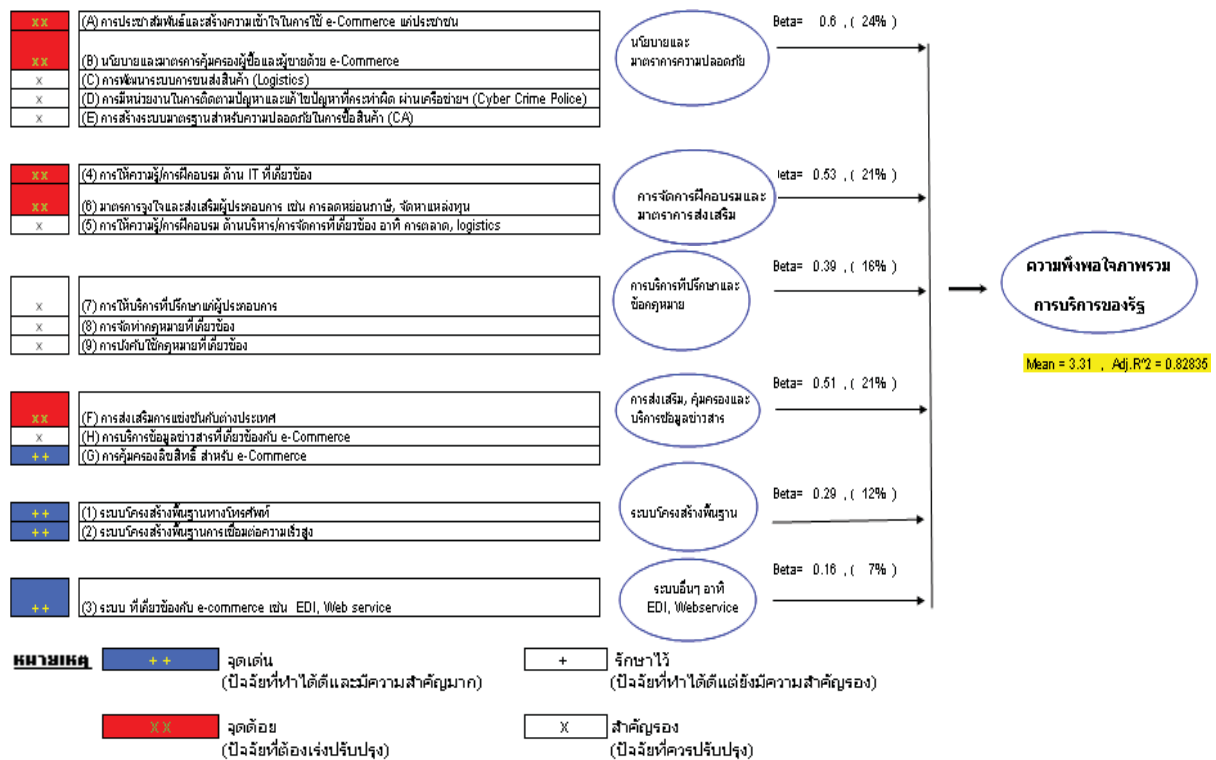 xx (A) การประชาสัมพันธ์และสร้างความเข้าใจในการใช้ e-Commerce แก่ประชาชน
xx (B) นโยบายและมาตรการคุ้มครองผู้ซื้อและผู้ขายด้วย e-Commerce
x (C) การพัฒนาระบบการขนส่งสินค้า (Logistics)
x (D) การมีหน่วยงานในการติดตามปัญหาและแก้ไขปัญหาที่กระทำผิด ผ่านเครือข่ายฯ (Cyber Crime Police)
x (E) การสร้างระบบมาตรฐานสำหรับความปลอดภัยในการซื้อสินค้า (CA)
นโยบายและ
มาตราการความปลอดภัย
Beta= 0.6 ,( 24% )
xx (4) การให้ความรู้/การฝึกอบรม ด้าน IT ที่เกี่ยวข้อง
xx (6) มาตรการจูงใจและส่งเสริมผู้ประกอบการ เช่น การลดหย่อนภาษี, จัดหาแหล่งทุน
x (5) การให้ความรู้/การฝึกอบรม ด้านบริหาร/การจัดการที่เกี่ยวข้อง อาทิ การตลาด, logistics
การจัดการฝึกอบรมและ
มาตราการส่งเสริม
Beta= 0.53 ,( 21% )
x (7) การให้บริการที่ปรึกษาแก่ผู้ประกอบการ
x (8) การจัดทำกฎหมายที่เกี่ยวข้อง
x (9) การบังคับใช้กฎหมายที่เกี่ยวข้อง
การบริการที่ปรึกษาและ
ข้อกฎหมาย
Beta= 0.39 ,( 16% )
xx (F) การส่งเสริมการแข่งขันกับต่างประเทศ
x (H) การบริการข้อมูลข่าวสารที่เกี่ยวข้องกับ e-Commerce
++ (G) การคุ้มครองลิขสิทธิ์ สำหรับ e-Commerce
การส่งเสริม, คุ้มครองและ
บริการข้อมูลข่าวสาร
Beta= 0.51 ,( 21% )
++ (1) ระบบโครงสร้างพื้นฐานทางโทรศัพท์
++ (2) ระบบโครงสร้างพื้นฐานการเชื่อมต่อความเร็วสูง
ระบบโครงสร้างพื้นฐาน
Beta= 0.29 ,( 12% )
++ (3) ระบบ ที่เกี่ยวข้องกับ e-commerce เช่น EDI, Web service
ระบบอื่นๆ อาทิ
EDI, Webservice
Beta= 0.16 ,( 7% )
ความพึงพอใจภาพรวม
การบริการของรัฐ
Mean = 3.31 , Adj.R^2 = 0.82835
หมายเหตุ
++ จุดเด่น
(ปัจจัยที่ทำได้ดีและมีความสำคัญมาก)
+ รักษาไว้
(ปัจจัยที่ทำได้ดีแต่ยังมีความสำคัญรอง)
XX จุดด้อย
(ปัจจัยที่ต้องเร่งปรับปรุง)
X สำคัญรอง
(ปัจจัยที่ควรปรับปรุง)